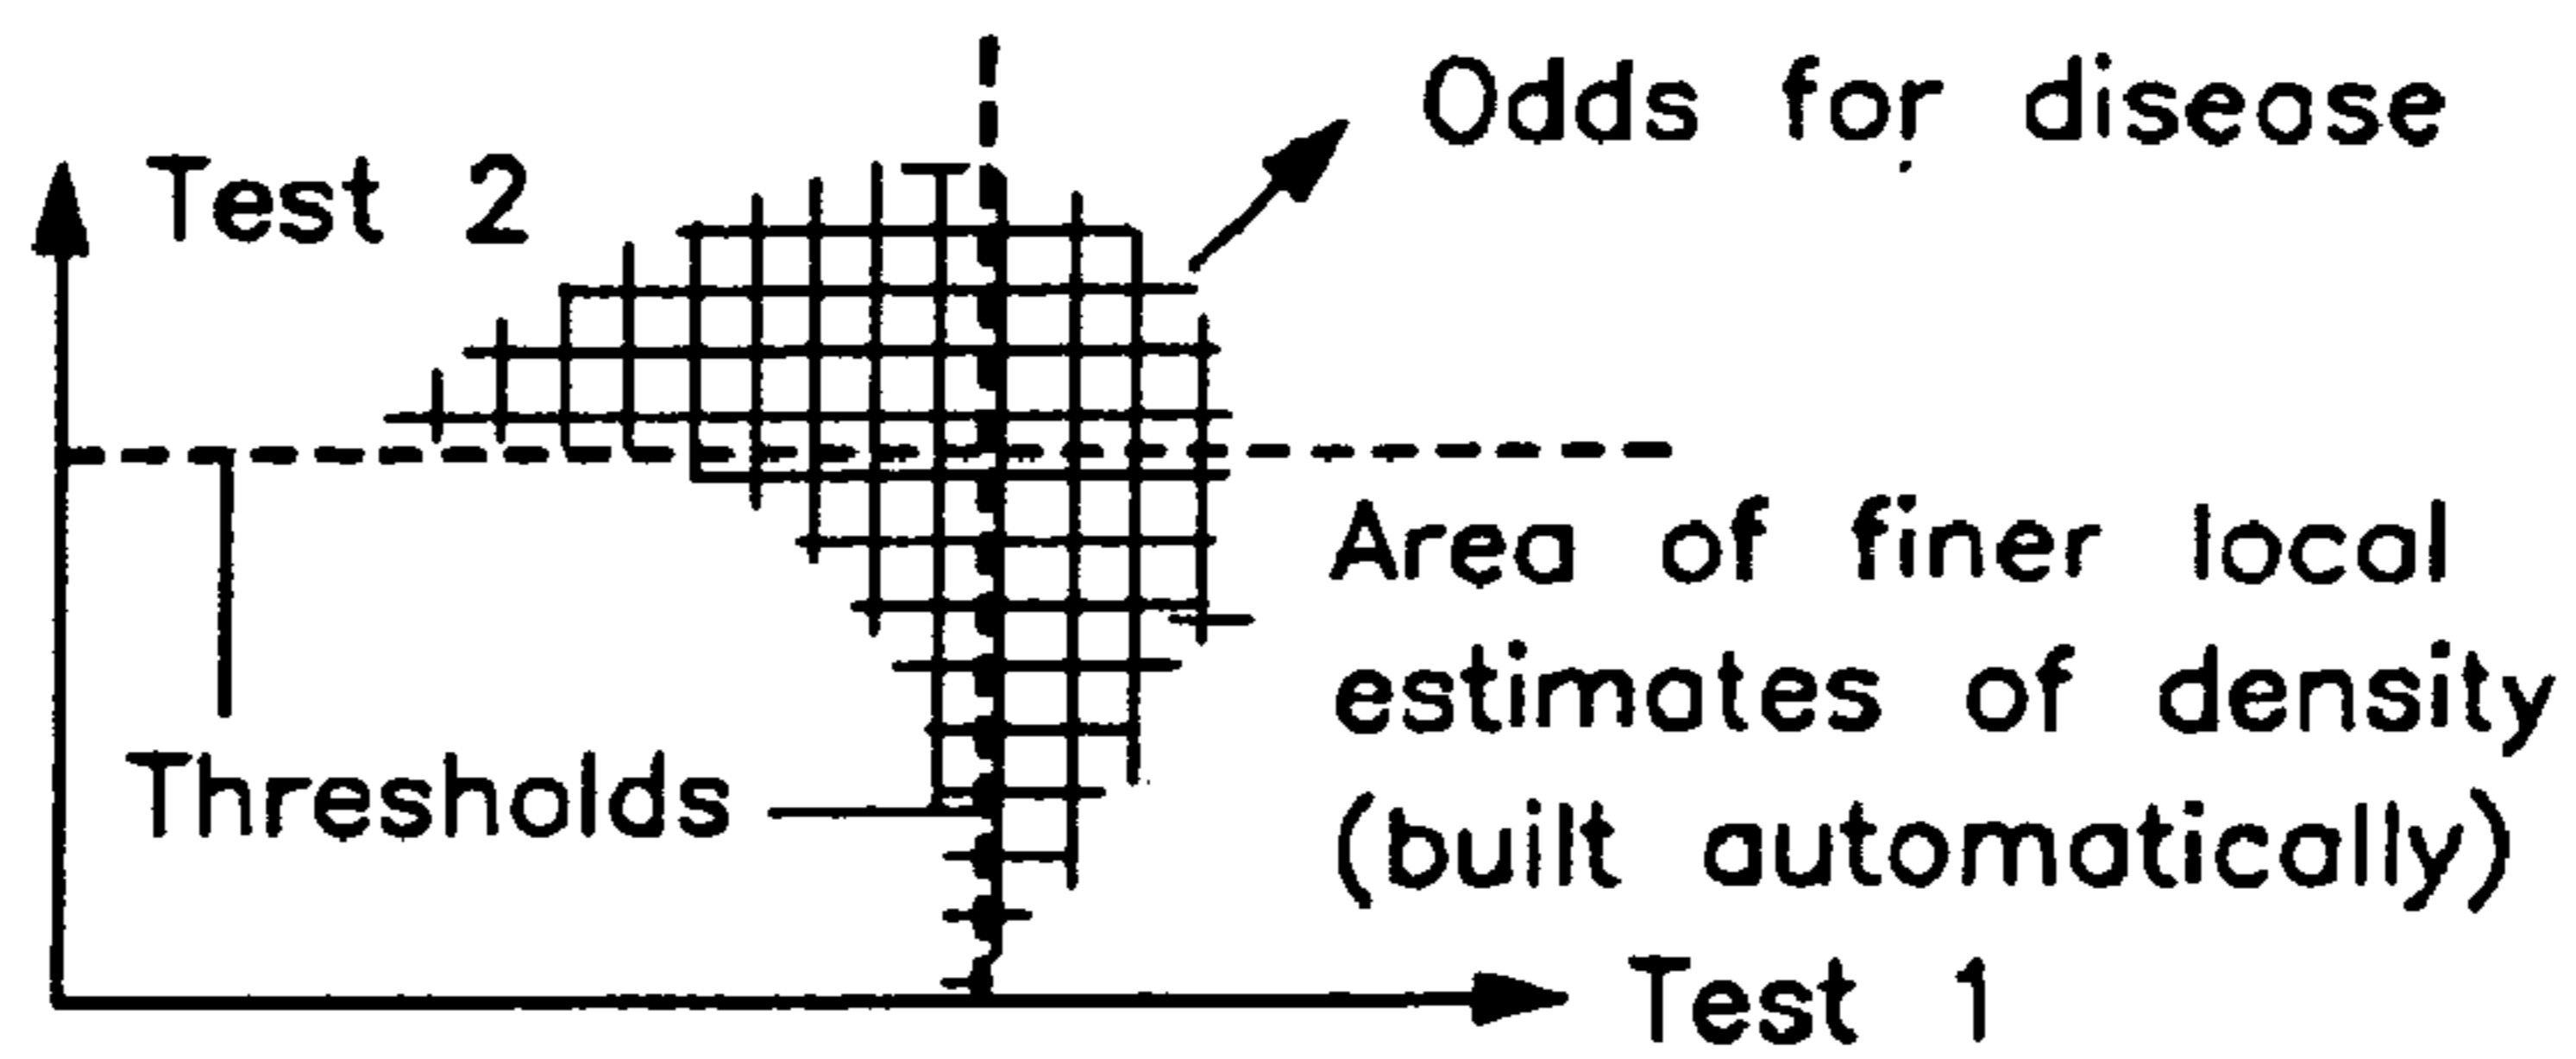 Odds for disease
Test 2
Area of finer local
estimates of density
(built automatically)
Thresholds
Test 1